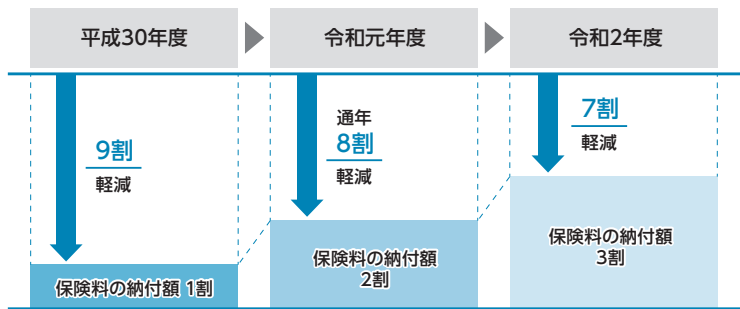 平成30年度
令和元年度
令和2年度
9割
軽減
通年
8割
軽減
7割
軽減
保険料の納付額 1割
保険料の納付額
2割
保険料の納付額
3割